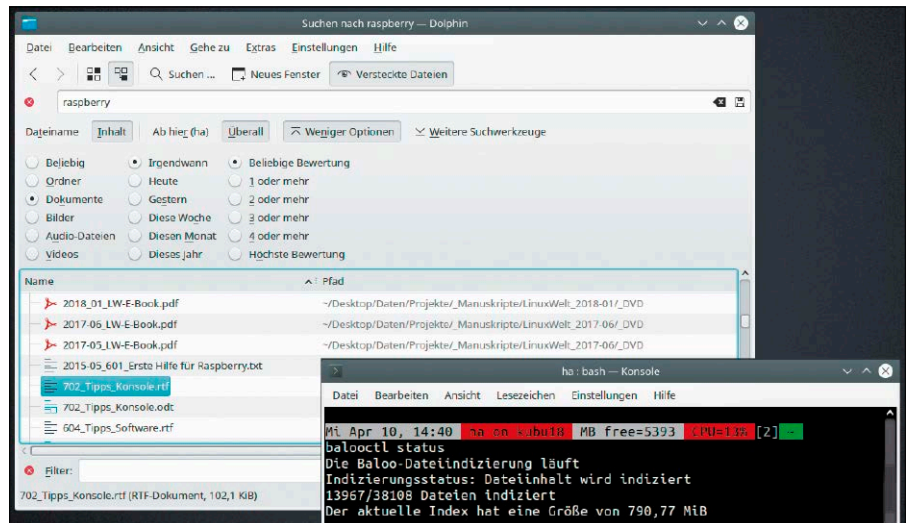 Suchen nach raspberry — Dolphin
Datei Bearbeiten Ansicht Gehe zu Extras Einstellungen Hilfe
Suchen ... Neues Fenster Versteckte Dateien
raspberry
Dateiname Inhalt Ab hier (ha) Überall Weniger Optionen Weitere Suchwerkzeuge
Beliebig Irgendwann Beliebige Bewertung
Ordner Heute 1 oder mehr
Dokumente Gestern 2 oder mehr
Bilder Diese Woche 3 oder mehr
Audio-Dateien Diesen Monat 4 oder mehr
Videos Dieses Jahr Höchste Bewertung
Name Pfad
2018_01_LW-E-Book.pdf ~/Desktop/Daten/Projekte/_Manuskripte/LinuxWelt_2018-01/_DVD
2017-06_LW-E-Book.pdf ~/Desktop/Daten/Projekte/_Manuskripte/LinuxWelt_2017-06/_DVD
2017-05_LW-E-Book.pdf ~/Desktop/Daten/Projekte/_Manuskripte/LinuxWelt_2017-06/_DVD
2015-05_601_Erste Hilfe für Raspberry.txt
702_Tipps_Konsole.rtf
702_Tipps_Konsole.odt
604_Tipps_Software.rtf
Filter:
702_Tipps_Konsole.rtf (RTF-Dokument, 102,1 KiB)
ha : bash — Konsole
Datei Bearbeiten Ansicht Lesezeichen Einstellungen Hilfe
Mi Apr 10, 14:40 ha on kubu18 MB free=5393 CPU=13% [2] ~
balooctl status
Die Baloo-Dateiindizierung läuft
Indizierungsstatus: Dateiinhalt wird indiziert
13967/38108 Dateien indiziert
Der aktuelle Index hat eine Größe von 790,77 MiB